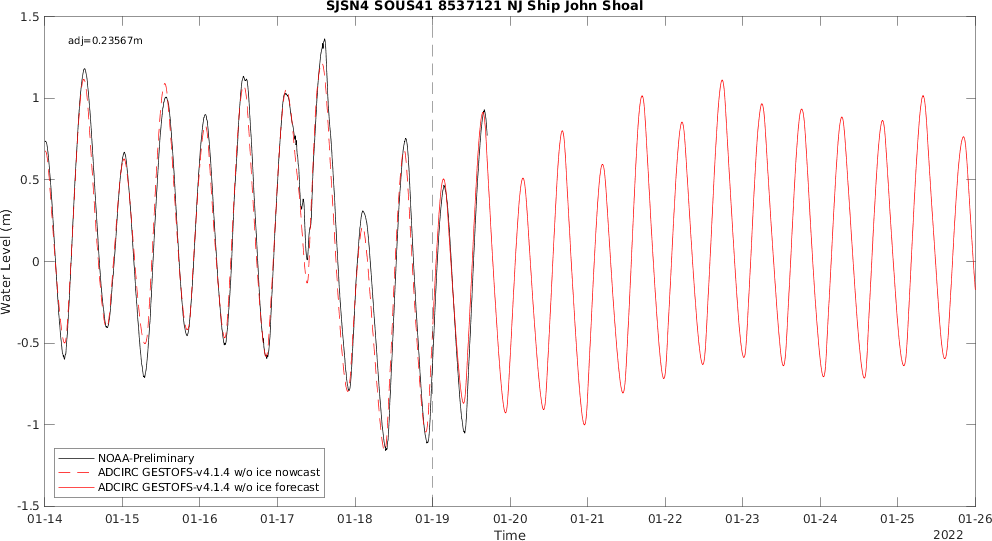 SJSN4 SOUS41 8537121 NJ Ship John Shoal
adj=0.23567m
1.5
1
0.5
0
-0.5
-1
-1.5
Water Level (m)
NOAA-Preliminary
ADCIRC GESTOFS-v4.1.4 w/o ice nowcast
ADCIRC GESTOFS-v4.1.4 w/o ice forecast
01-14 01-15 01-16 01-17 01-18 01-19 01-20 01-21 01-22 01-23 01-24 01-25 01-26
Time
2022